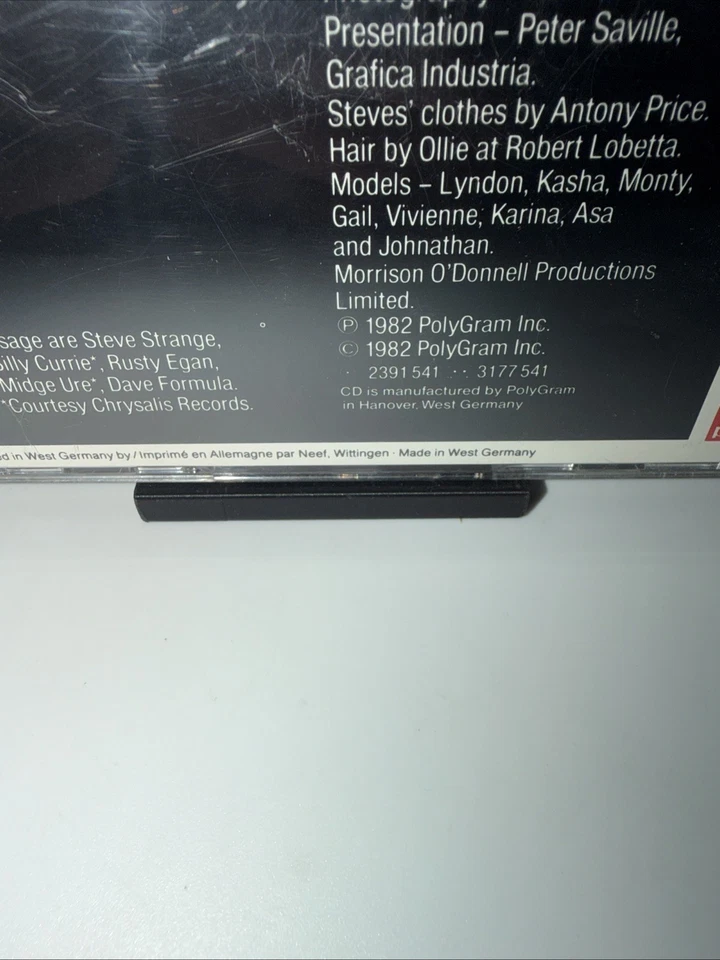 Presentation – Peter Saville,
Grafica Industria.
Steves' clothes by Antony Price.
Hair by Ollie at Robert Lobetta.
Models – Lyndon, Kasha, Monty,
Gail, Vivienne, Karina, Asa
and Johnathan.
Morrison O'Donnell Productions
Limited.
℗ 1982 PolyGram Inc.
© 1982 PolyGram Inc.
· 2391 541 ·· 3177 541
CD is manufactured by PolyGram
in Hanover, West Germany
sage are Steve Strange,
Billy Currie*, Rusty Egan,
Midge Ure*, Dave Formula.
*Courtesy Chrysalis Records.
d in West Germany by / Imprimé en Allemagne par Neef, Wittingen · Made in West Germany